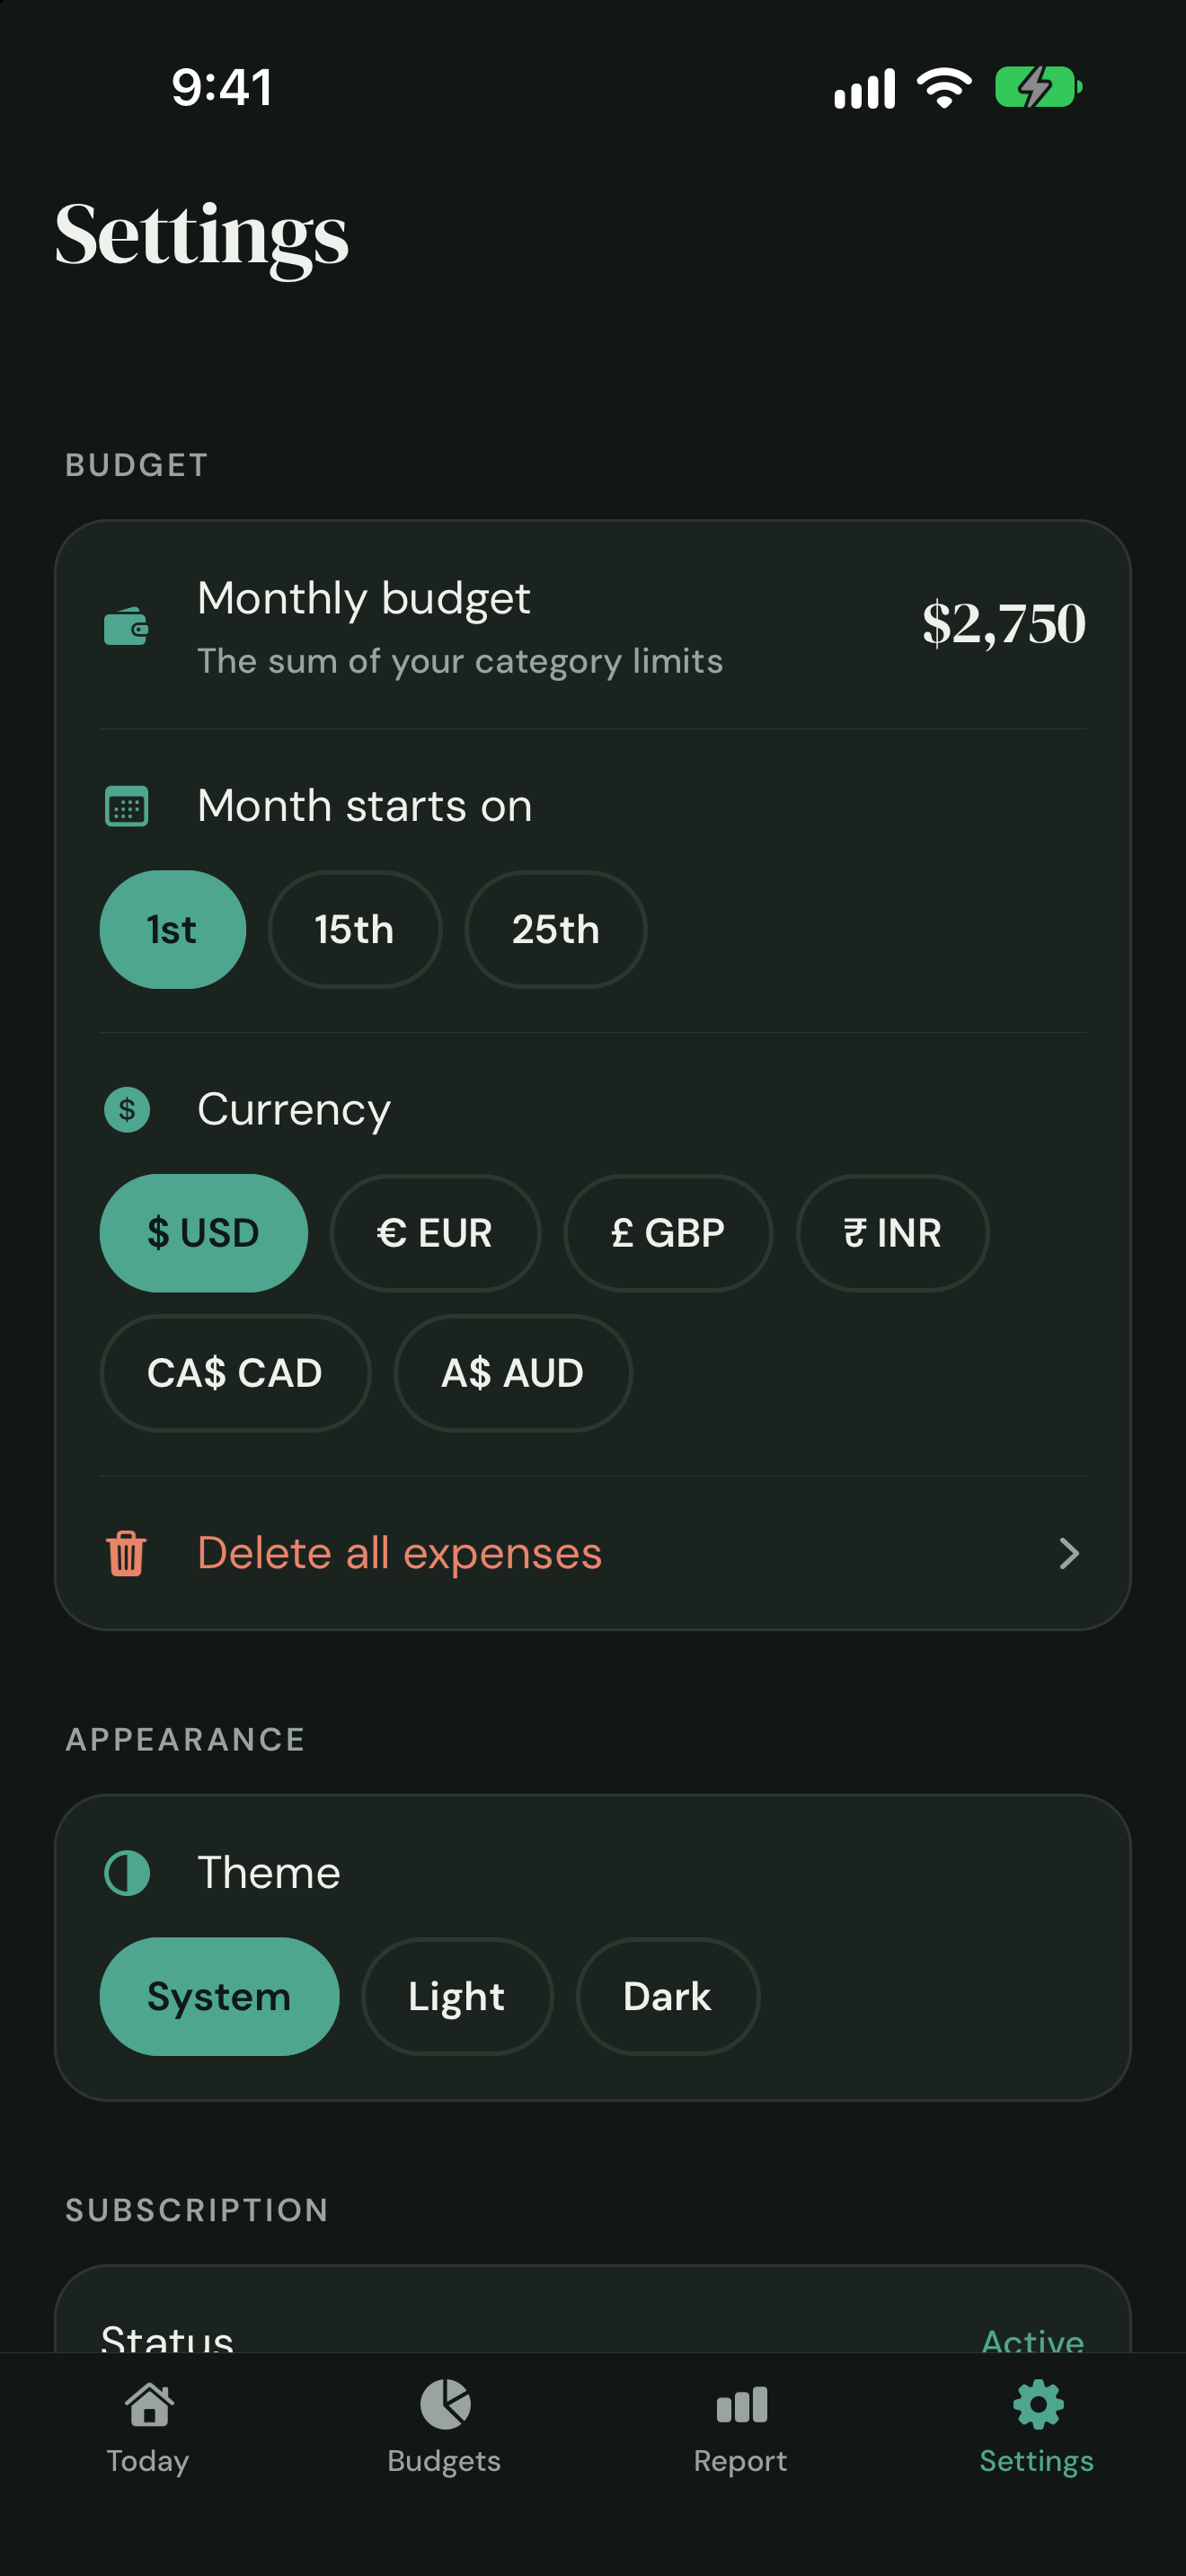 9:41
Settings
BUDGET
Monthly budget
The sum of your category limits
$2,750
Month starts on
1st 15th 25th
$ Currency
$ USD € EUR £ GBP ₹ INR
CA$ CAD A$ AUD
Delete all expenses
APPEARANCE
Theme
System Light Dark
SUBSCRIPTION
Status Active
Today Budgets Report Settings